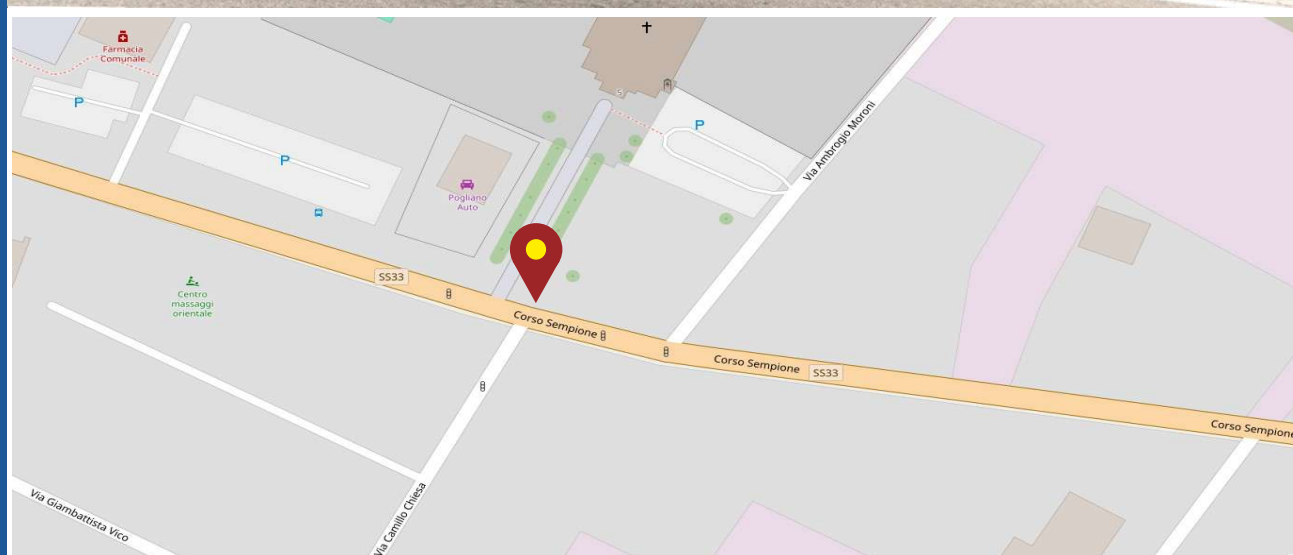 Farmacia
Comunale
P
P
P
5
Via Ambrogio Moroni
Pogliano
Auto
SS33
Centro
massaggi
orientale
Corso Sempione
Corso Sempione
SS33
Corso Sempione
Via Giambattista Vico
Via Camillo Chiesa